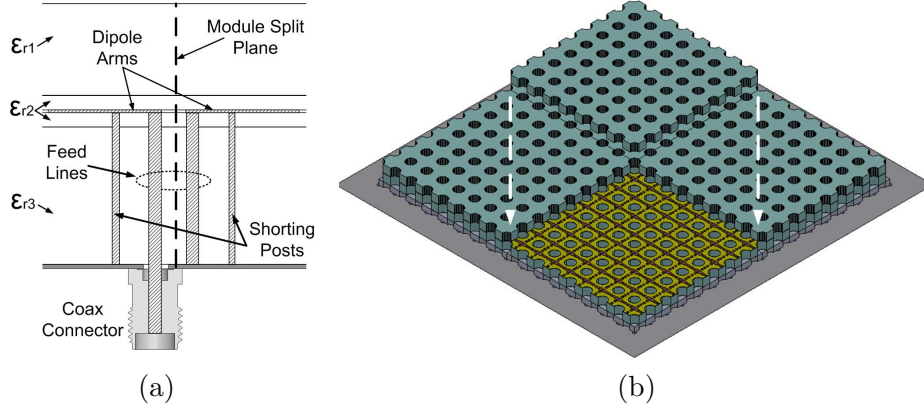 εr1
Dipole
Arms
Module Split
Plane
εr2
Feed
Lines
εr3
Shorting
Posts
Coax
Connector
(a)
(b)